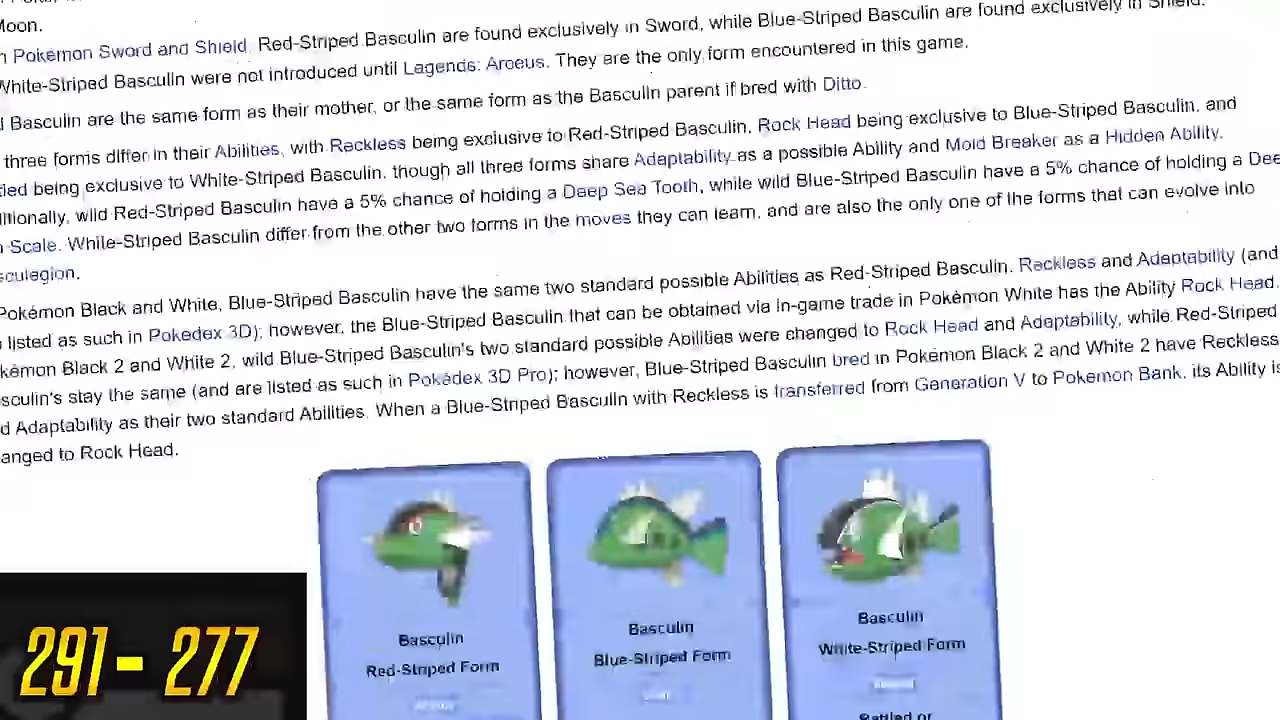 Moon.
n Pokémon Sword and Shield, Red-Striped Basculin are found exclusively in Sword, while Blue-Striped Basculin are found exclusively in Shield.
White-Striped Basculin were not introduced until Legends: Arceus. They are the only form encountered in this game.
d Basculin are the same form as their mother, or the same form as the Basculin parent if bred with Ditto.
three forms differ in their Abilities, with Reckless being exclusive to Red-Striped Basculin, Rock Head being exclusive to Blue-Striped Basculin, and
tled being exclusive to White-Striped Basculin, though all three forms share Adaptability as a possible Ability and Mold Breaker as a Hidden Ability.
ditionally, wild Red-Striped Basculin have a 5% chance of holding a Deep Sea Tooth, while wild Blue-Striped Basculin have a 5% chance of holding a Dee
a Scale. White-Striped Basculin differ from the other two forms in the moves they can learn, and are also the only one of the forms that can evolve into
sculegion.
Pokémon Black and White, Blue-Striped Basculin have the same two standard possible Abilities as Red-Striped Basculin, Reckless and Adaptability (and
listed as such in Pokédex 3D); however, the Blue-Striped Basculin that can be obtained via in-game trade in Pokémon White has the Ability Rock Head.
kémon Black 2 and White 2, wild Blue-Striped Basculin's two standard possible Abilities were changed to Rock Head and Adaptability, while Red-Striped
sculin's stay the same (and are listed as such in Pokédex 3D Pro); however, Blue-Striped Basculin bred in Pokémon Black 2 and White 2 have Reckless
d Adaptability as their two standard Abilities. When a Blue-Striped Basculin with Reckless is transferred from Generation V to Pokémon Bank, its Ability is
anged to Rock Head.
Basculin
Red-Striped Form
Basculin
Blue-Striped Form
Basculin
White-Striped Form
Rattled or
291 - 277